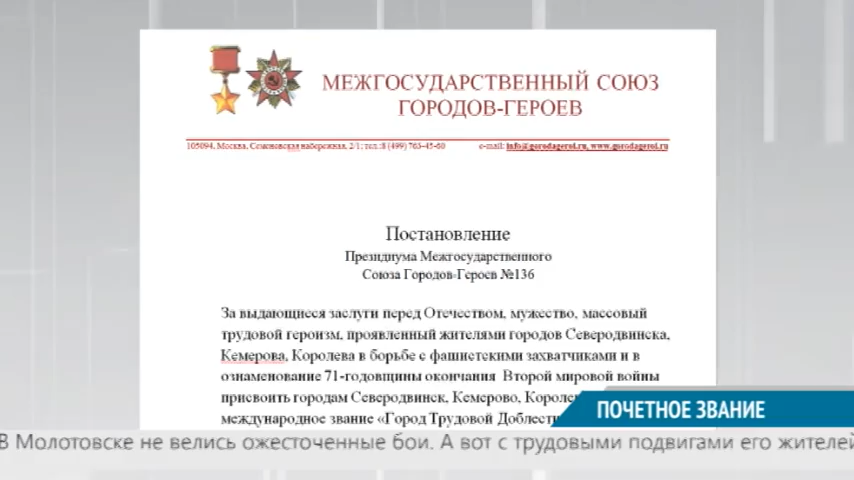 МЕЖГОСУДАРСТВЕННЫЙ СОЮЗ
ГОРОДОВ-ГЕРОЕВ
105094, Москва, Семеновская набережная, 2/1; тел.:8 (499) 763-45-60 e-mail: info@gorodageroi.ru, www.gorodageroi.ru
Постановление
Президиума Межгосударственного
Союза Городов-Героев №136
За выдающиеся заслуги перед Отечеством, мужество, массовый
трудовой героизм, проявленный жителями городов Северодвинска,
Кемерова, Королева в борьбе с фашистскими захватчиками и в
ознаменование 71-годовщины окончания Второй мировой войны
присвоить городам Северодвинск, Кемерово, Короле
международное звание «Город Трудовой Доблести
ПОЧЕТНОЕ ЗВАНИЕ
В Молотовске не велись ожесточенные бои. А вот с трудовыми подвигами его жителей